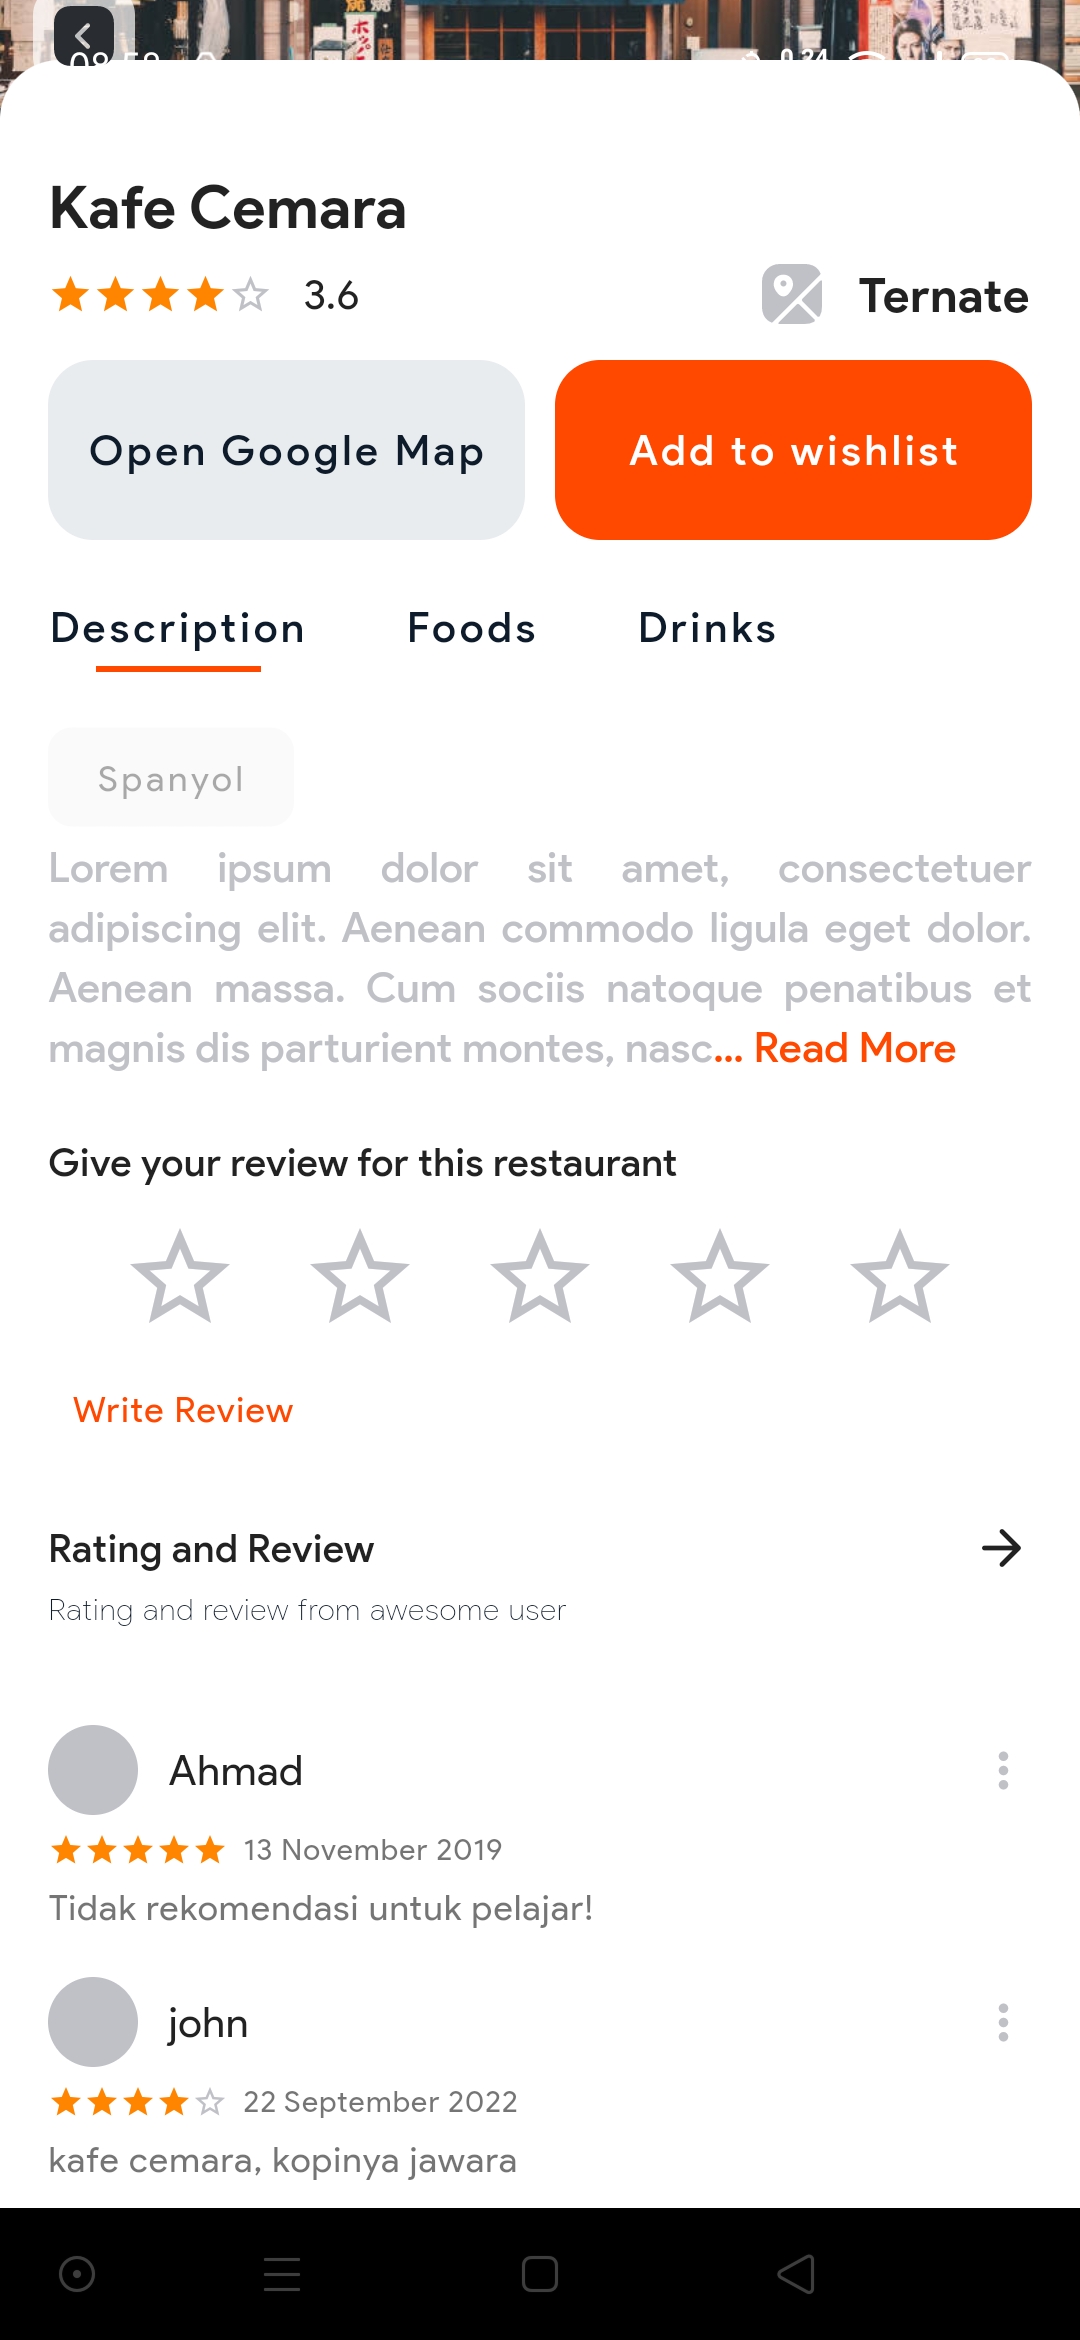 Kafe Cemara
3.6
Ternate
Open Google Map
Add to wishlist
Description
Foods
Drinks
Spanyol
Lorem ipsum dolor sit amet, consectetuer
adipiscing elit. Aenean commodo ligula eget dolor.
Aenean massa. Cum sociis natoque penatibus et
magnis dis parturient montes, nasc... Read More
Give your review for this restaurant
Write Review
Rating and Review
Rating and review from awesome user
Ahmad
13 November 2019
Tidak rekomendasi untuk pelajar!
john
22 September 2022
kafe cemara, kopinya jawara